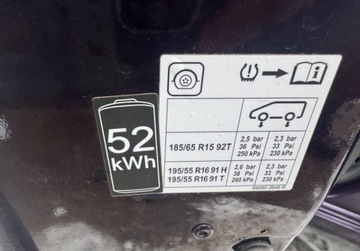 52
kWh
185/65 R15 92T
2,5 bar
36 Psi
250 kPa
2,3 bar
33 Psi
230 kPa
195/55 R16 91 H
195/55 R16 91 T
2,6 bar
38 Psi
260 kPa
2,3 bar
33 Psi
230 kPa